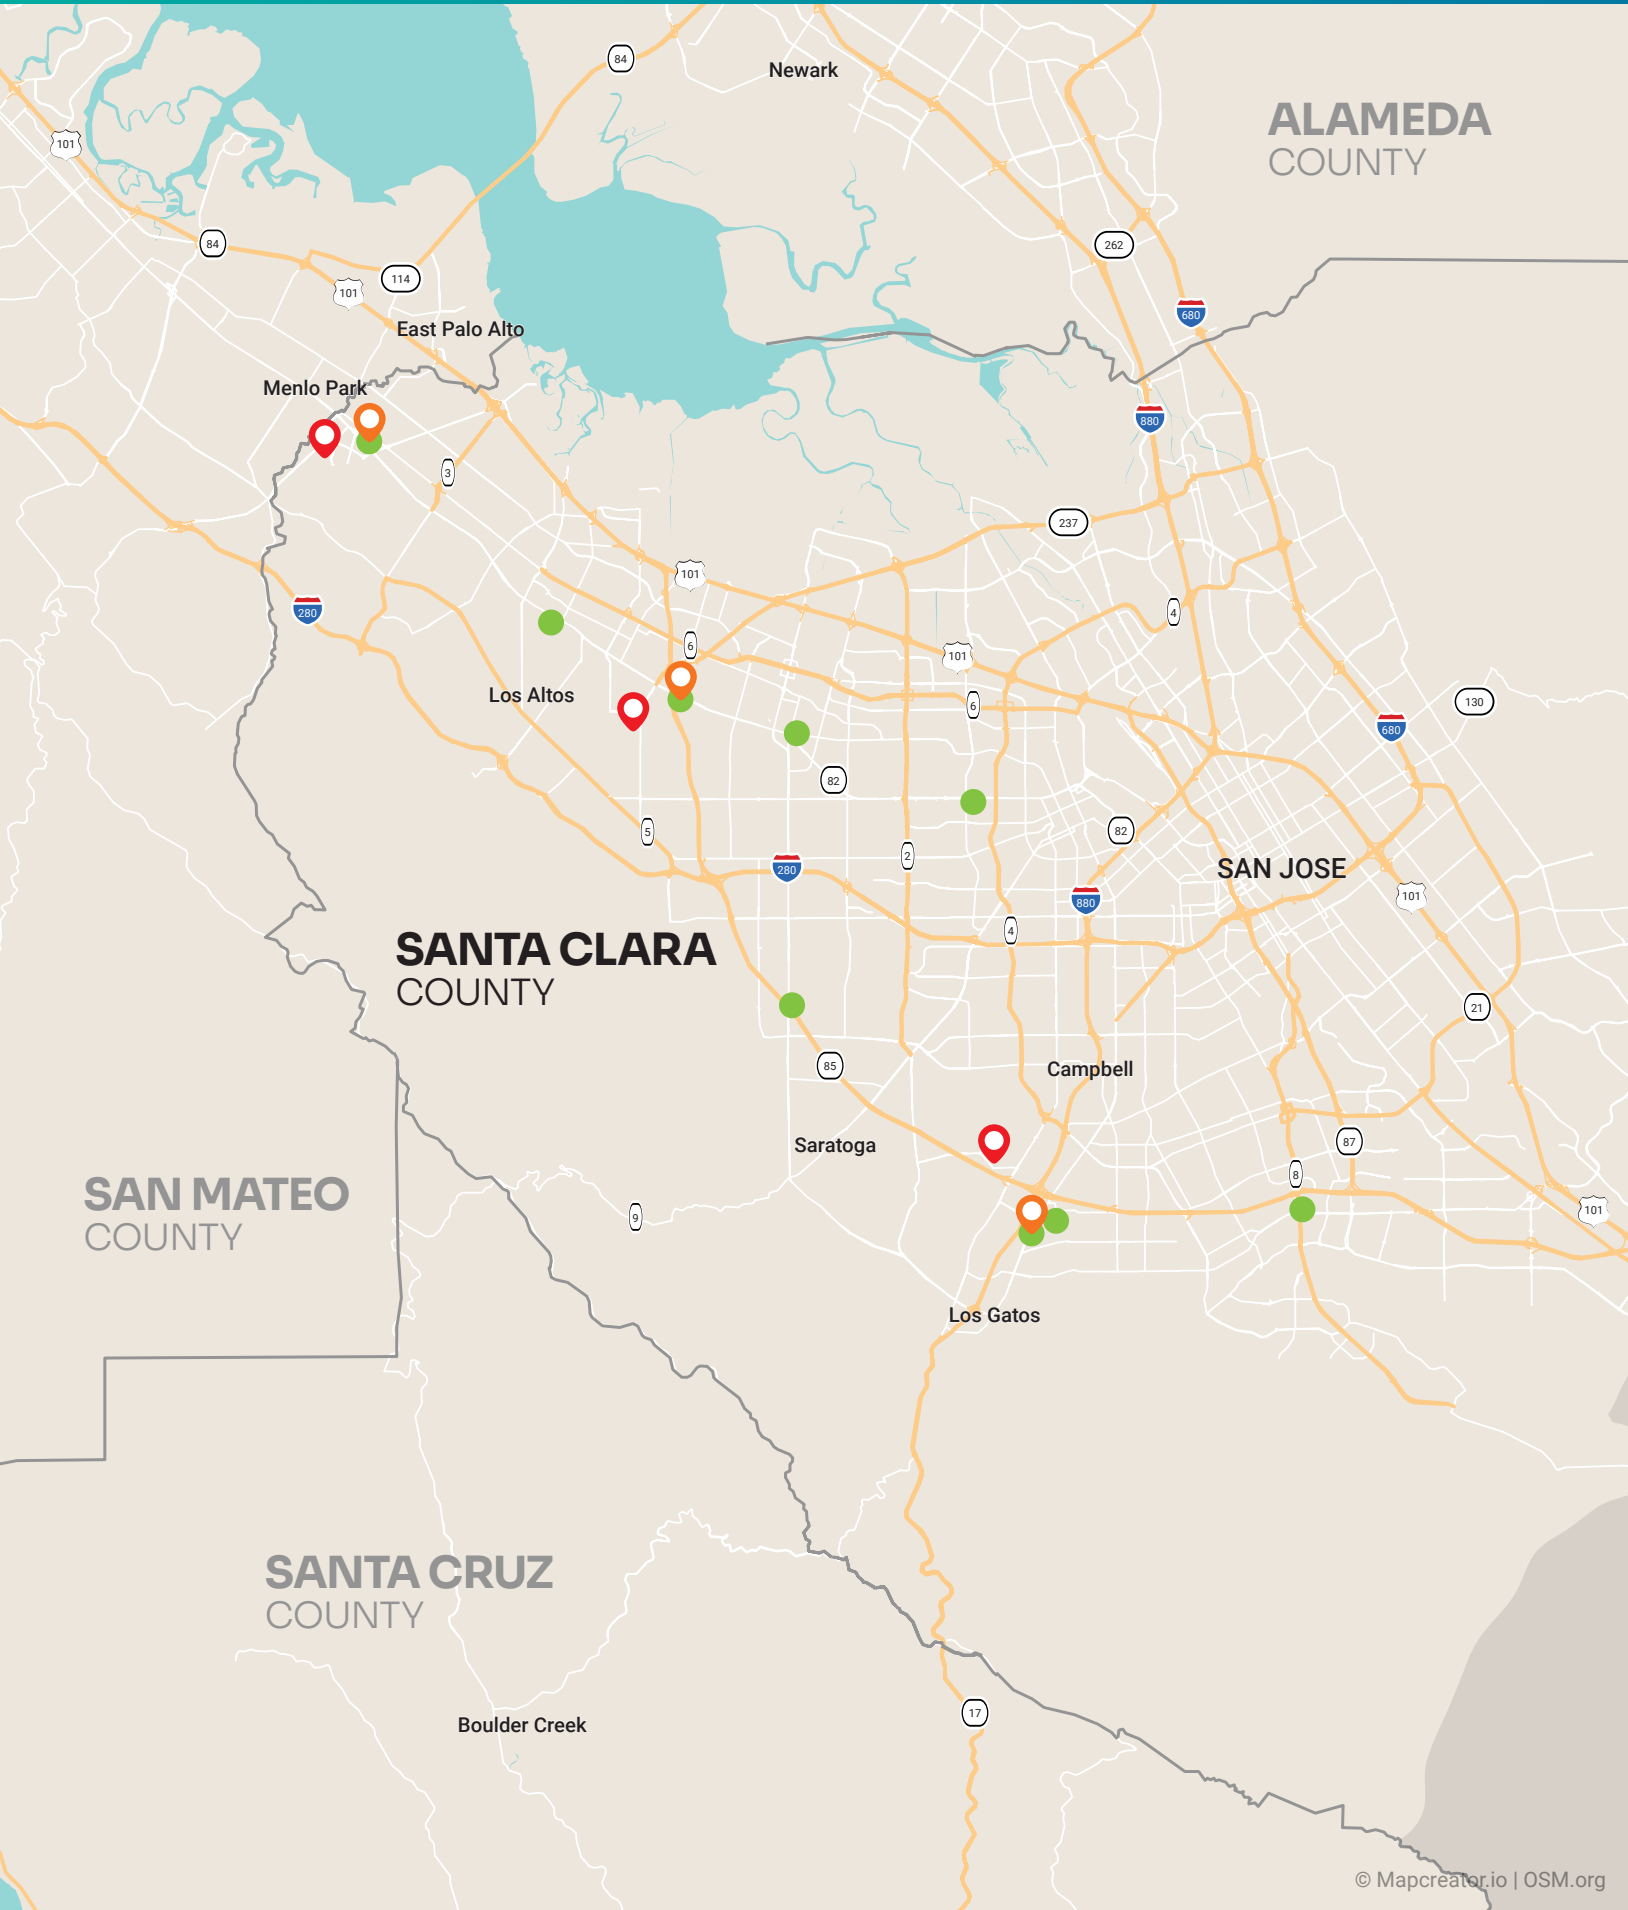 84
Newark
ALAMEDA
COUNTY
101
84
262
114
101
680
East Palo Alto
Menlo Park
880
3
237
101
280
4
6
101
Los Altos
6
130
680
82
5
82
2
SAN JOSE
280
101
880
4
SANTA CLARA
COUNTY
21
85
Campbell
87
Saratoga
8
SAN MATEO
COUNTY
9
101
Los Gatos
SANTA CRUZ
COUNTY
17
Boulder Creek
© Mapcreator.io | OSM.org